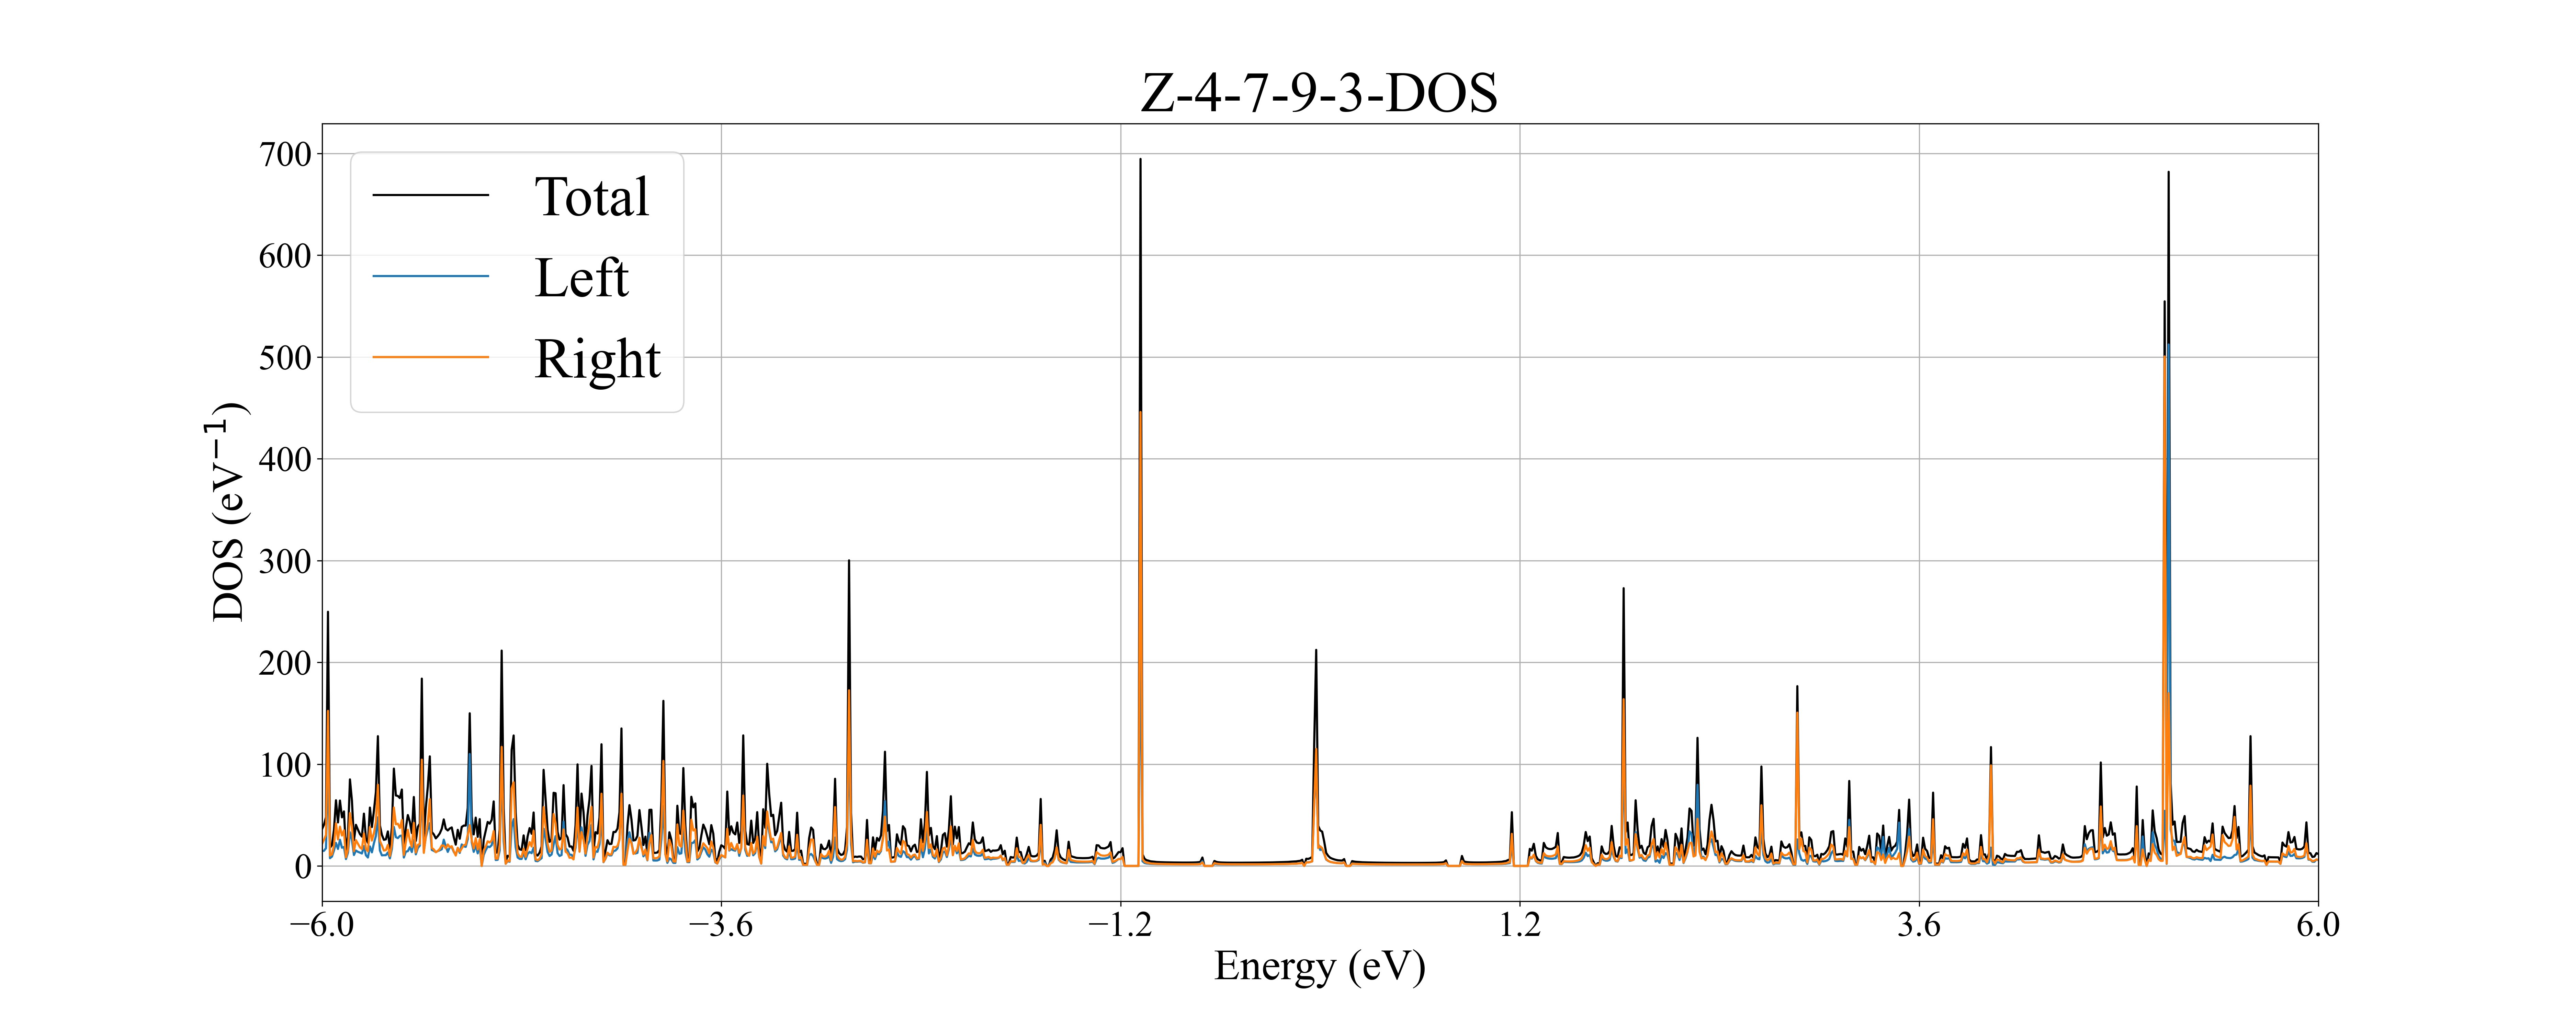 Z-4-7-9-3-DOS
Total
Left
Right
DOS (eV⁻¹)
700
600
500
400
300
200
100
0
−6.0
−3.6
−1.2
1.2
3.6
6.0
Energy (eV)